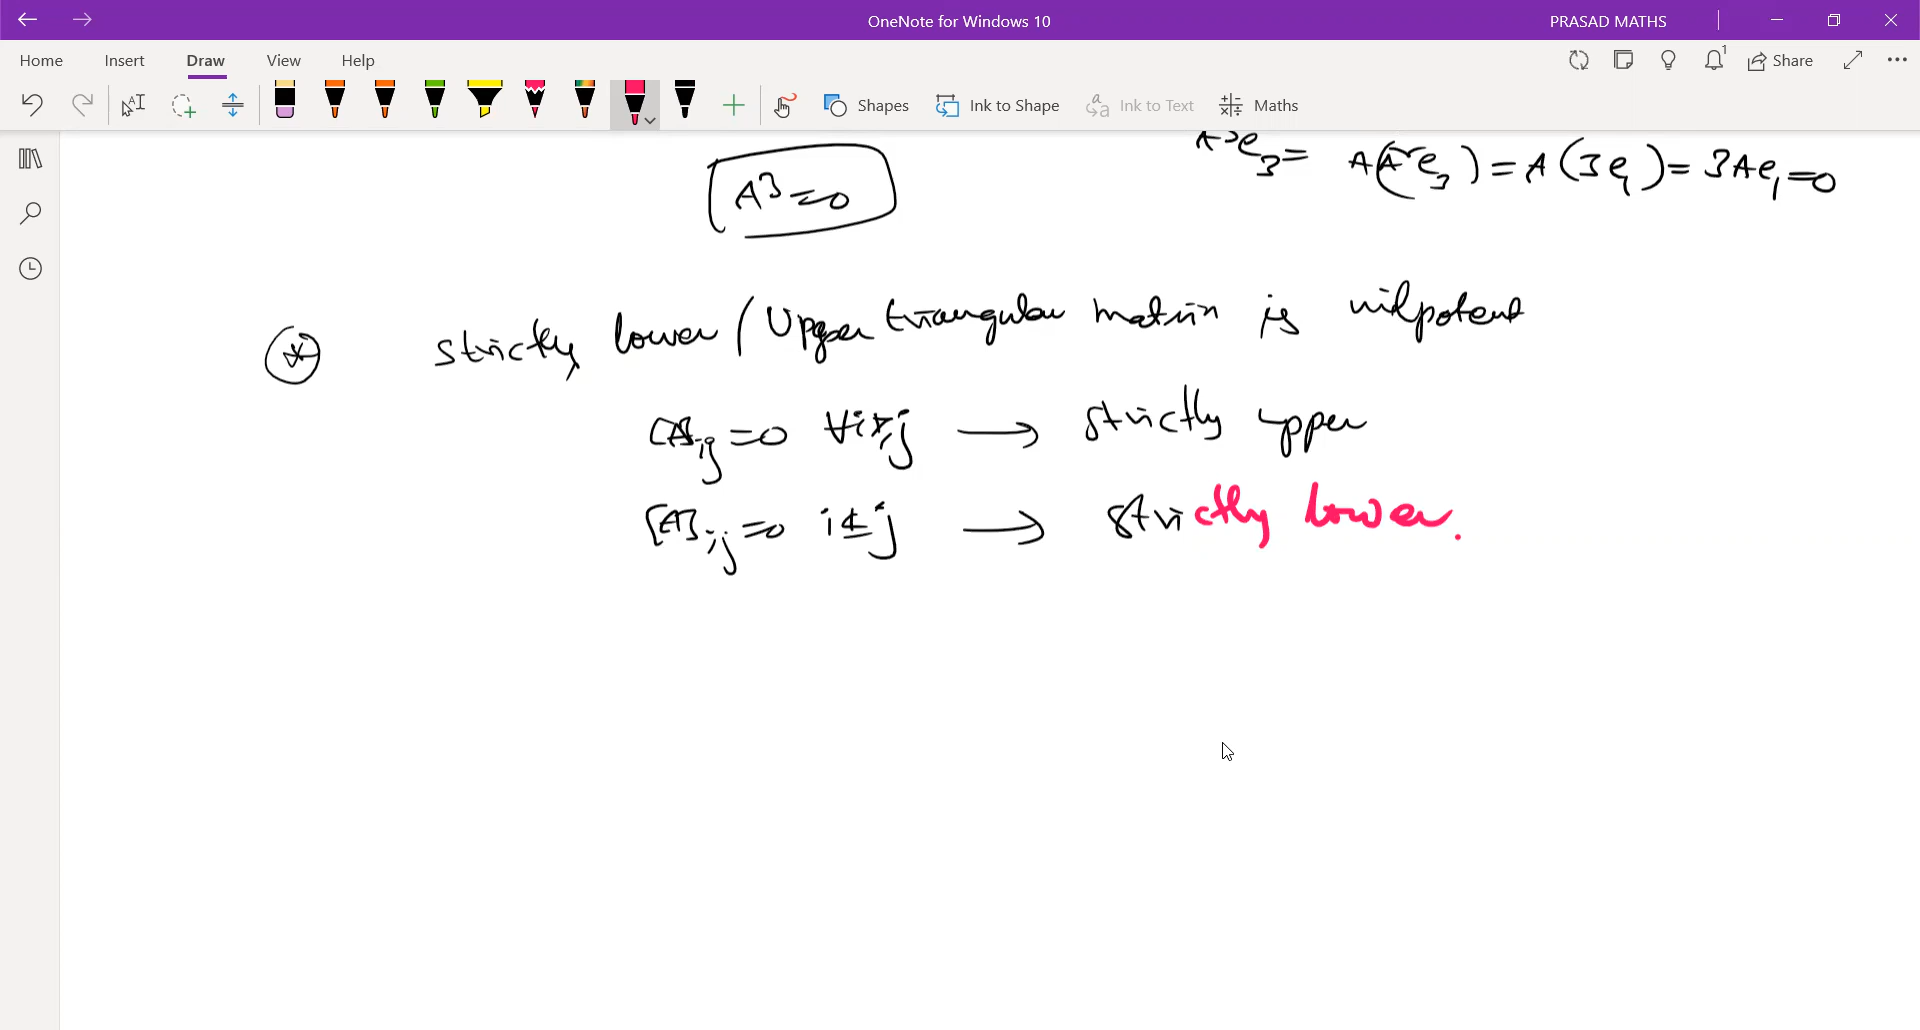 OneNote for Windows 10
PRASAD MATHS
Home Insert Draw View Help
Share
Shapes Ink to Shape Ink to Text Maths
A³e₃= A(A²e₃)=A(3e₁)=3Ae₁=0
A³=0
strictly lower/Upper triangular matrix is nilpotent
[A]ij=0 ∀i≥j → strictly upper
[A]ij=0 i≤j → strictly lower.